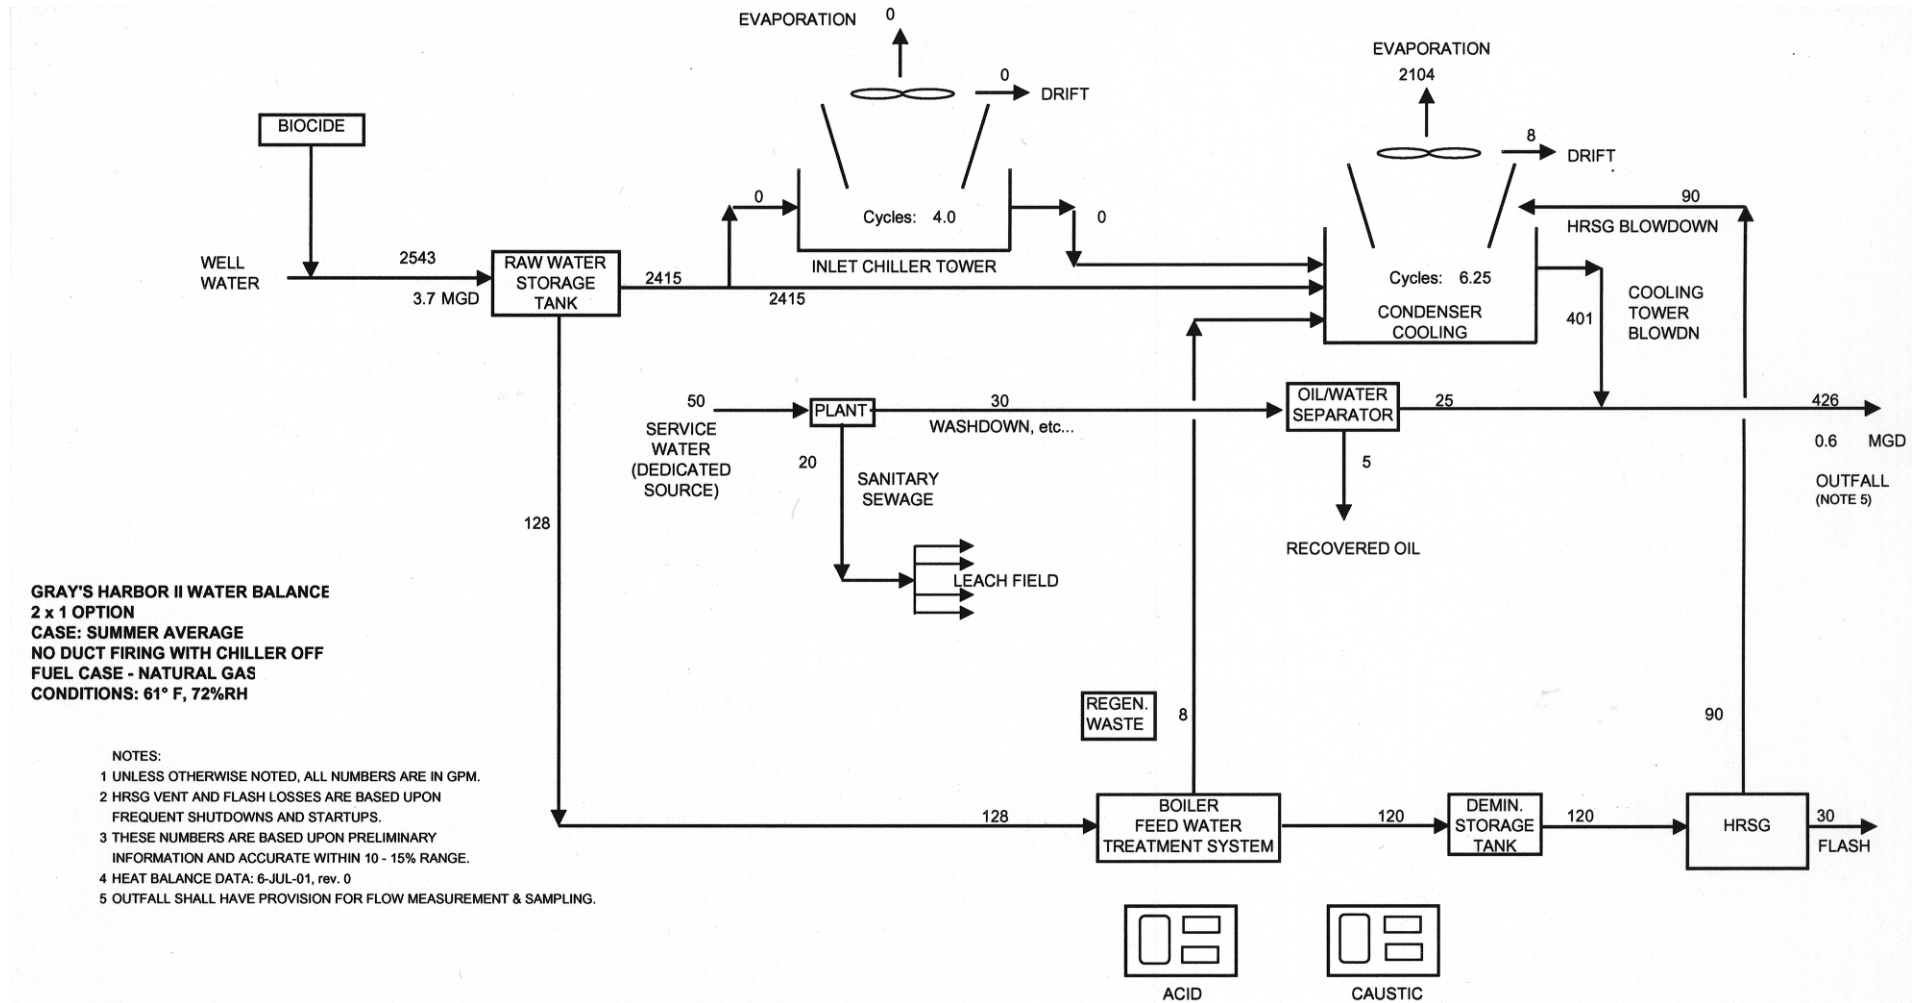 EVAPORATION
0
0
DRIFT
EVAPORATION
2104
8
DRIFT
BIOCIDE
0
Cycles: 4.0
0
90
HRSG BLOWDOWN
WELL
WATER
2543
3.7 MGD
RAW WATER
STORAGE
TANK
2415
2415
INLET CHILLER TOWER
Cycles: 6.25
CONDENSER
COOLING
401
COOLING
TOWER
BLOWDN
50
SERVICE
WATER
(DEDICATED
SOURCE)
PLANT
30
WASHDOWN, etc...
OIL/WATER
SEPARATOR
25
426
0.6 MGD
OUTFALL
(NOTE 5)
20
SANITARY
SEWAGE
5
RECOVERED OIL
128
LEACH FIELD
GRAY'S HARBOR II WATER BALANCE
2 x 1 OPTION
CASE: SUMMER AVERAGE
NO DUCT FIRING WITH CHILLER OFF
FUEL CASE - NATURAL GAS
CONDITIONS: 61° F, 72%RH
REGEN.
WASTE
8
90
NOTES:
1 UNLESS OTHERWISE NOTED, ALL NUMBERS ARE IN GPM.
2 HRSG VENT AND FLASH LOSSES ARE BASED UPON
FREQUENT SHUTDOWNS AND STARTUPS.
3 THESE NUMBERS ARE BASED UPON PRELIMINARY
INFORMATION AND ACCURATE WITHIN 10 - 15% RANGE.
4 HEAT BALANCE DATA: 6-JUL-01, rev. 0
5 OUTFALL SHALL HAVE PROVISION FOR FLOW MEASUREMENT & SAMPLING.
128
BOILER
FEED WATER
TREATMENT SYSTEM
120
DEMIN.
STORAGE
TANK
120
HRSG
30
FLASH
ACID
CAUSTIC